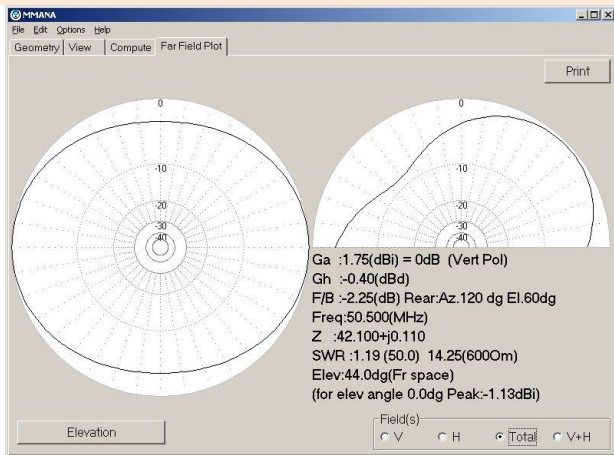 MMANA
File Edit Options Help
Geometry View Compute Far Field Plot
Print
0
-10
-20
-30
-40
0
-10
-20
-30
-40
Ga :1.75(dBi) = 0dB (Vert Pol)
Gh :-0.40(dBd)
F/B :-2.25(dB) Rear:Az.120 dg El.60dg
Freq:50.500(MHz)
Z :42.100+j0.110
SWR :1.19 (50.0) 14.25(600Om)
Elev:44.0dg(Fr space)
(for elev angle 0.0dg Peak:-1.13dBi)
Elevation
Field(s)
V H Total V+H